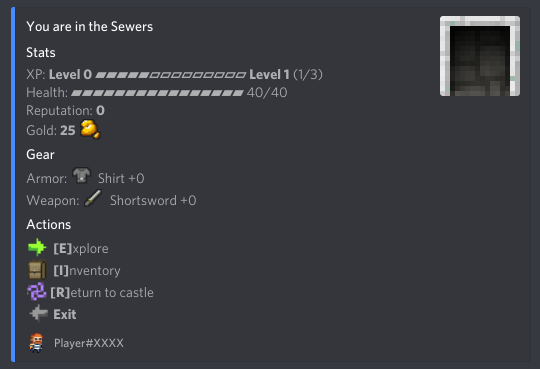 You are in the Sewers
Stats
XP: Level 0 Level 1 (1/3)
Health: 40/40
Reputation: 0
Gold: 25
Gear
Armor: Shirt +0
Weapon: Shortsword +0
Actions
[E]xplore
[I]nventory
[R]eturn to castle
Exit
Player#XXXX